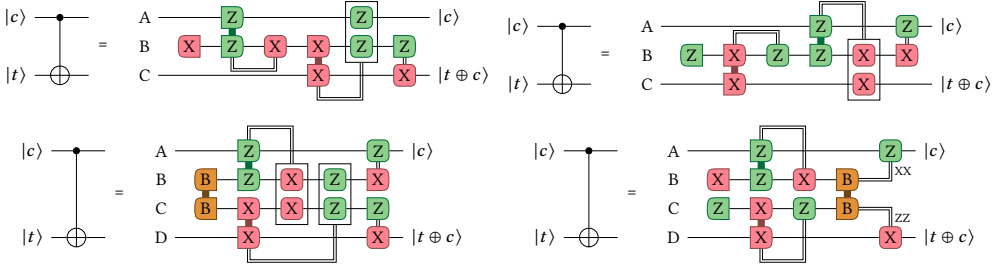 |c⟩ = A Z Z |c⟩
B X Z X X Z Z
|t⟩ C X X |t ⊕ c⟩
|c⟩ = A Z Z |c⟩
B Z X Z Z X X
|t⟩ C X X |t ⊕ c⟩
|c⟩ = A Z Z |c⟩
B B Z X Z X
C B X X Z Z
|t⟩ D X X |t ⊕ c⟩
|c⟩ = A Z Z |c⟩
B X Z X B XX
C Z X Z B ZZ
|t⟩ D X X |t ⊕ c⟩